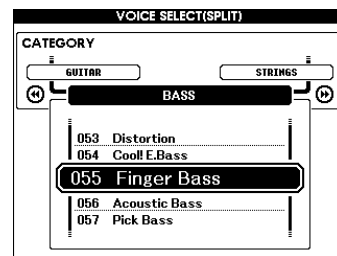 VOICE SELECT(SPLIT)
CATEGORY
GUITAR STRINGS
BASS
053 Distortion
054 Cool! E.Bass
055 Finger Bass
056 Acoustic Bass
057 Pick Bass